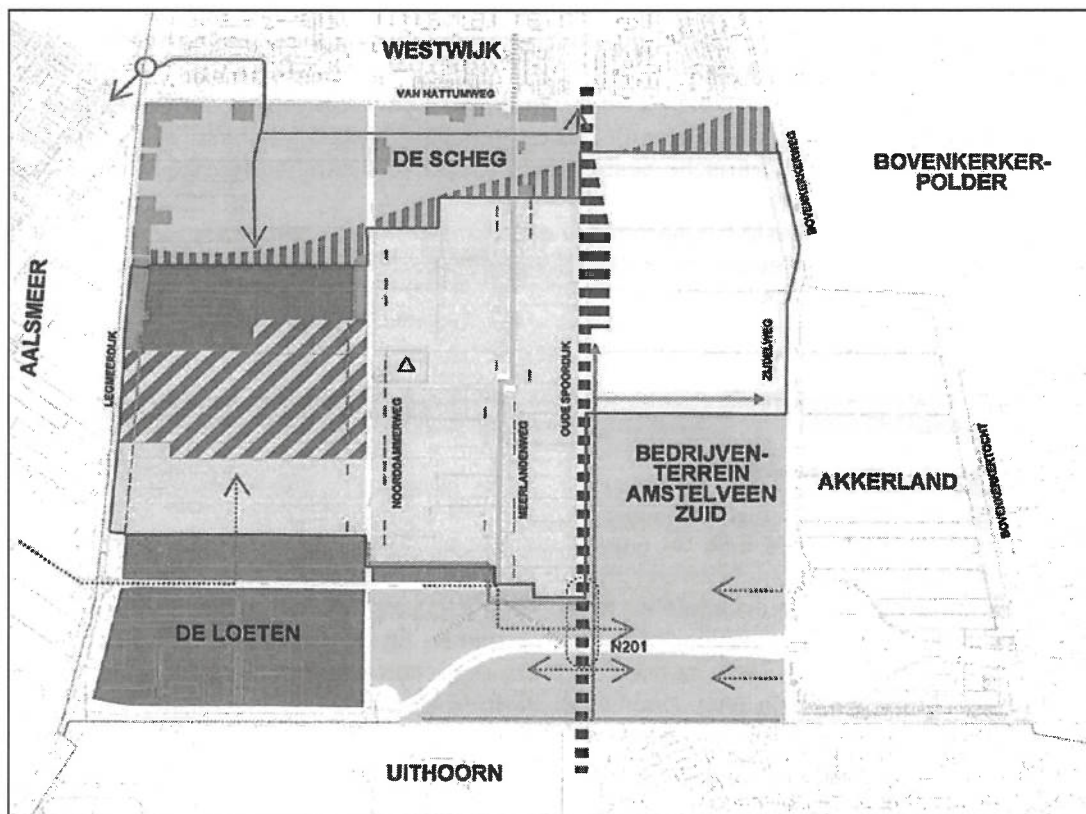 WESTWIJK
VAN HATTUMWEG
DE SCHEG
BOVENKERKERWEG
BOVENKERKER-
POLDER
AALSMEER
LEGMEERDIJK
NOORDDAMMERWEG
MEERLANDENWEG
OUDE SPOORDIJK
ZIJDELWEG
BEDRIJVEN-
TERREIN
AMSTELVEEN
ZUID
AKKERLAND
BOVENKERKERTOCHT
DE LOETEN
N201
UITHOORN